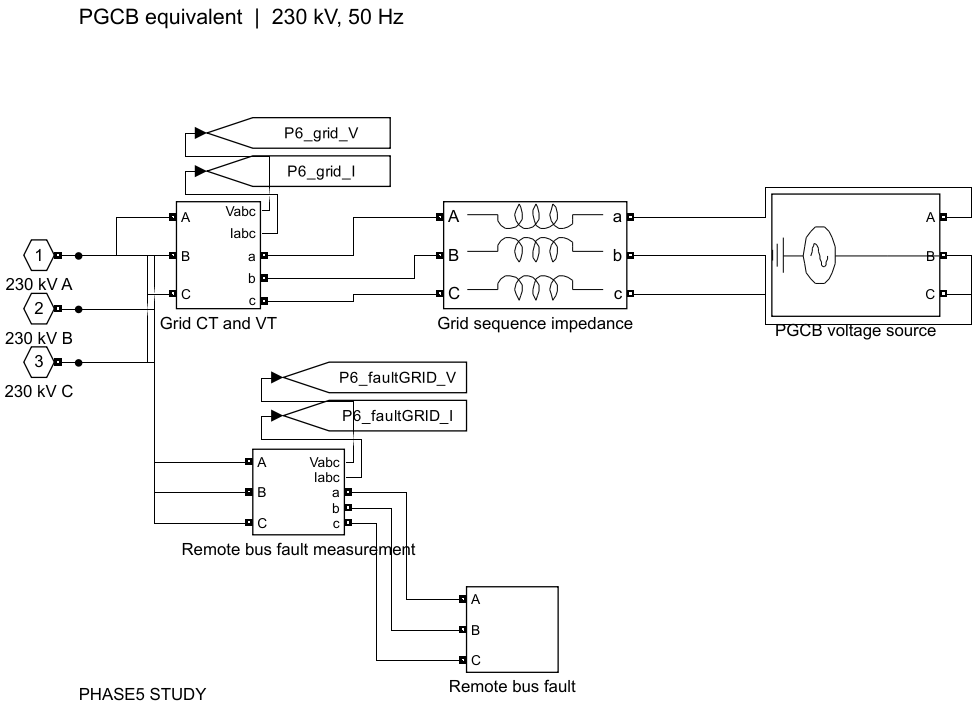 PGCB equivalent | 230 kV, 50 Hz
P6_grid_V
P6_grid_I
A
B
C
Vabc
Iabc
a
b
c
Grid CT and VT
1
230 kV A
2
230 kV B
3
230 kV C
A
B
C
a
b
c
Grid sequence impedance
A
B
C
PGCB voltage source
P6_faultGRID_V
P6_faultGRID_I
A
B
C
Vabc
Iabc
a
b
c
Remote bus fault measurement
A
B
C
Remote bus fault
PHASE5 STUDY